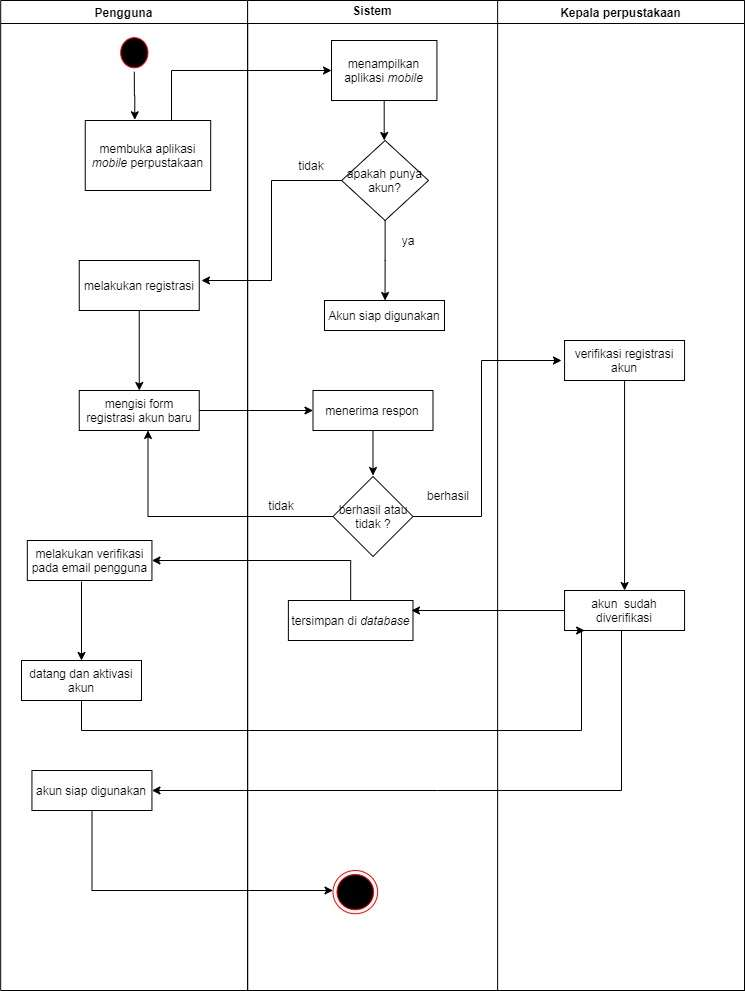 Pengguna
Sistem
Kepala perpustakaan
menampilkan
aplikasi mobile
membuka aplikasi
mobile perpustakaan
tidak
apakah punya
akun?
ya
melakukan registrasi
Akun siap digunakan
verifikasi registrasi
akun
mengisi form
registrasi akun baru
menerima respon
tidak
berhasil atau
tidak ?
berhasil
melakukan verifikasi
pada email pengguna
tersimpan di database
akun sudah
diverifikasi
datang dan aktivasi
akun
akun siap digunakan